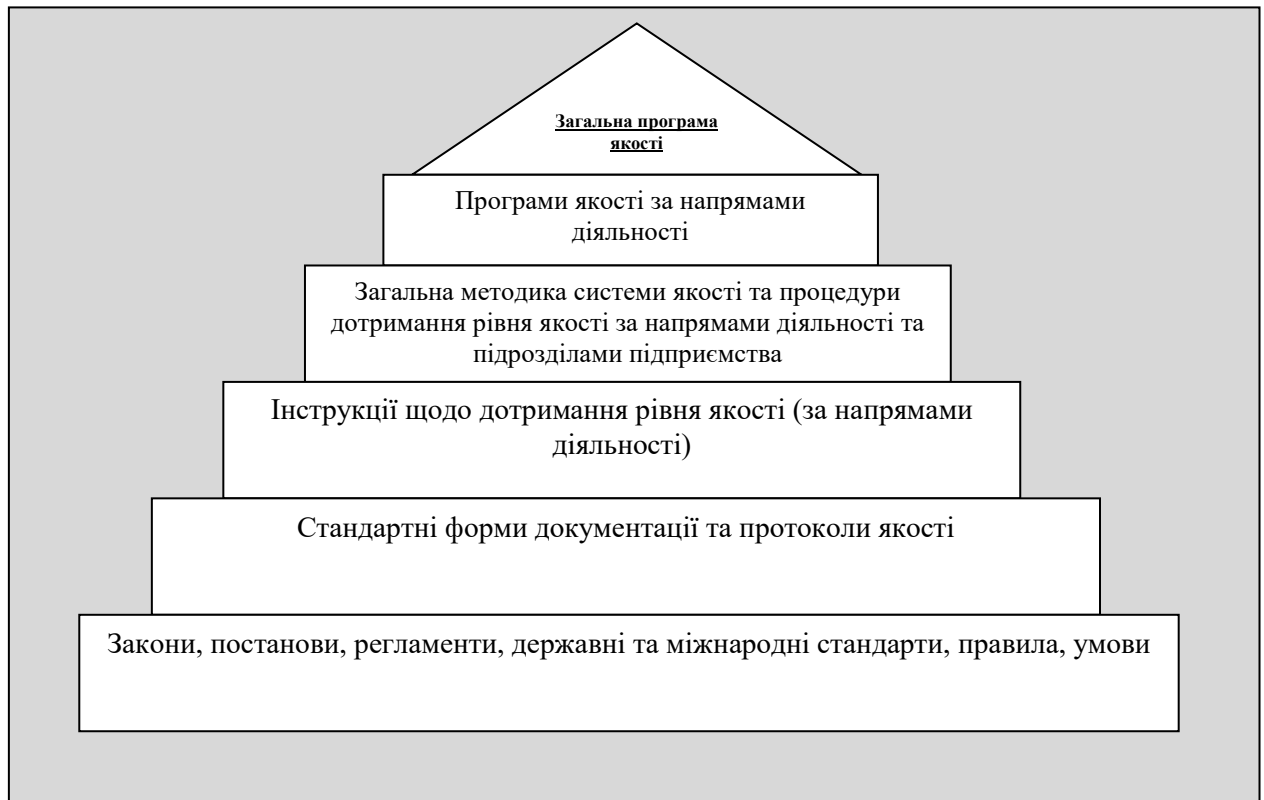 Загальна програма
якості
Програми якості за напрямами
діяльності
Загальна методика системи якості та процедури
дотримання рівня якості за напрямами діяльності та
підрозділами підприємства
Інструкції щодо дотримання рівня якості (за напрямами
діяльності)
Стандартні форми документації та протоколи якості
Закони, постанови, регламенти, державні та міжнародні стандарти, правила, умови